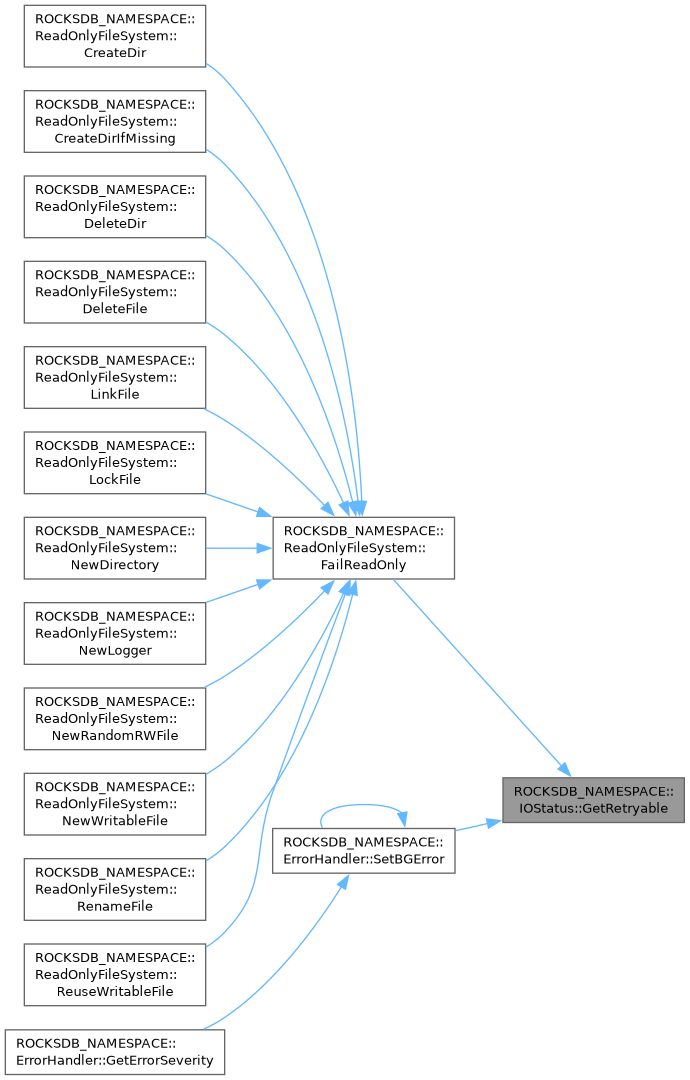 ROCKSDB_NAMESPACE::
ReadOnlyFileSystem::
CreateDir
ROCKSDB_NAMESPACE::
ReadOnlyFileSystem::
CreateDirIfMissing
ROCKSDB_NAMESPACE::
ReadOnlyFileSystem::
DeleteDir
ROCKSDB_NAMESPACE::
ReadOnlyFileSystem::
DeleteFile
ROCKSDB_NAMESPACE::
ReadOnlyFileSystem::
LinkFile
ROCKSDB_NAMESPACE::
ReadOnlyFileSystem::
LockFile
ROCKSDB_NAMESPACE::
ReadOnlyFileSystem::
NewDirectory
ROCKSDB_NAMESPACE::
ReadOnlyFileSystem::
NewLogger
ROCKSDB_NAMESPACE::
ReadOnlyFileSystem::
NewRandomRWFile
ROCKSDB_NAMESPACE::
ReadOnlyFileSystem::
NewWritableFile
ROCKSDB_NAMESPACE::
ReadOnlyFileSystem::
RenameFile
ROCKSDB_NAMESPACE::
ReadOnlyFileSystem::
ReuseWritableFile
ROCKSDB_NAMESPACE::
ErrorHandler::GetErrorSeverity
ROCKSDB_NAMESPACE::
ReadOnlyFileSystem::
FailReadOnly
ROCKSDB_NAMESPACE::
ErrorHandler::SetBGError
ROCKSDB_NAMESPACE::
IOStatus::GetRetryable